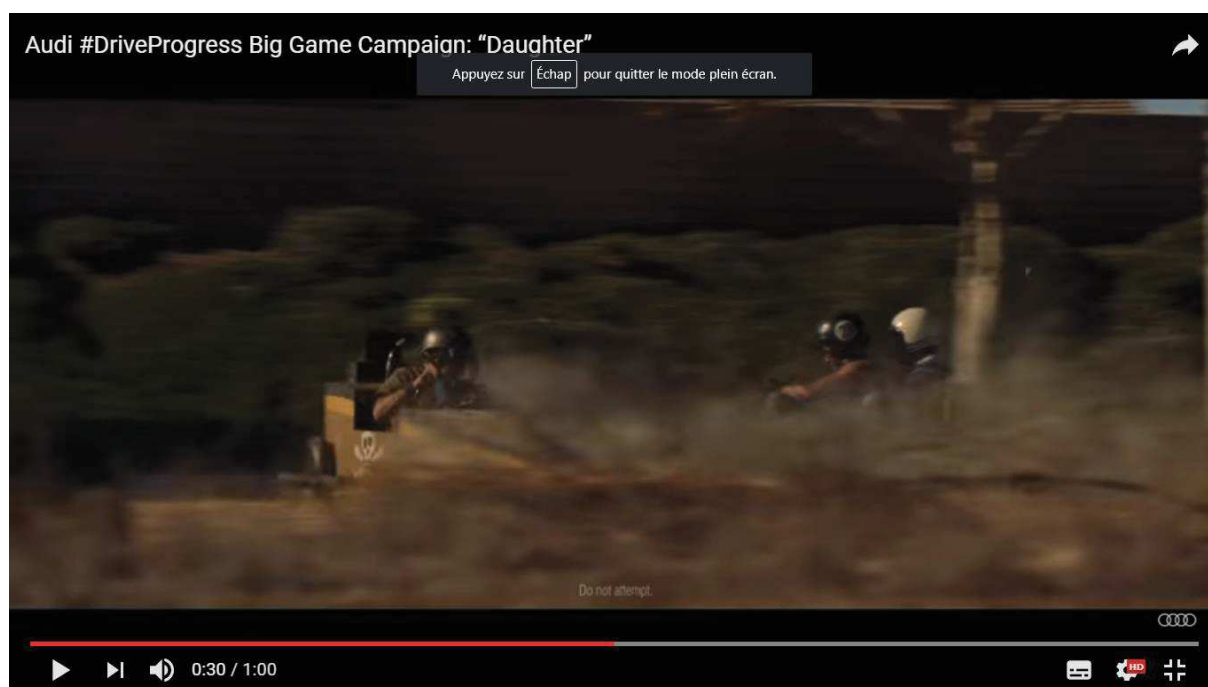 Audi #DriveProgress Big Game Campaign: “Daughter”
Appuyez sur Échap pour quitter le mode plein écran.
Do not attempt.
0:30 / 1:00
HD